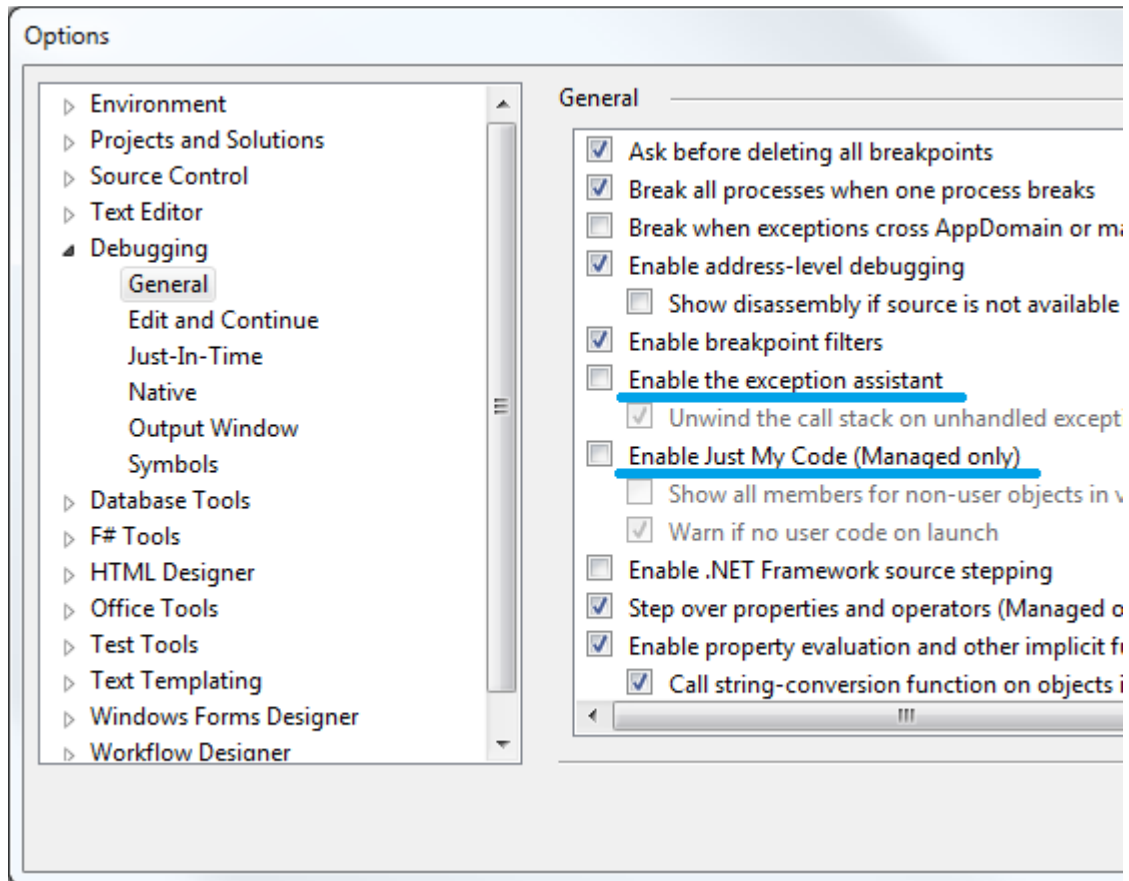 Options
Environment
Projects and Solutions
Source Control
Text Editor
Debugging
General
Edit and Continue
Just-In-Time
Native
Output Window
Symbols
Database Tools
F# Tools
HTML Designer
Office Tools
Test Tools
Text Templating
Windows Forms Designer
Workflow Designer
General
Ask before deleting all breakpoints
Break all processes when one process breaks
Break when exceptions cross AppDomain or ma
Enable address-level debugging
Show disassembly if source is not available
Enable breakpoint filters
Enable the exception assistant
Unwind the call stack on unhandled excepti
Enable Just My Code (Managed only)
Show all members for non-user objects in v
Warn if no user code on launch
Enable .NET Framework source stepping
Step over properties and operators (Managed o
Enable property evaluation and other implicit fu
Call string-conversion function on objects i